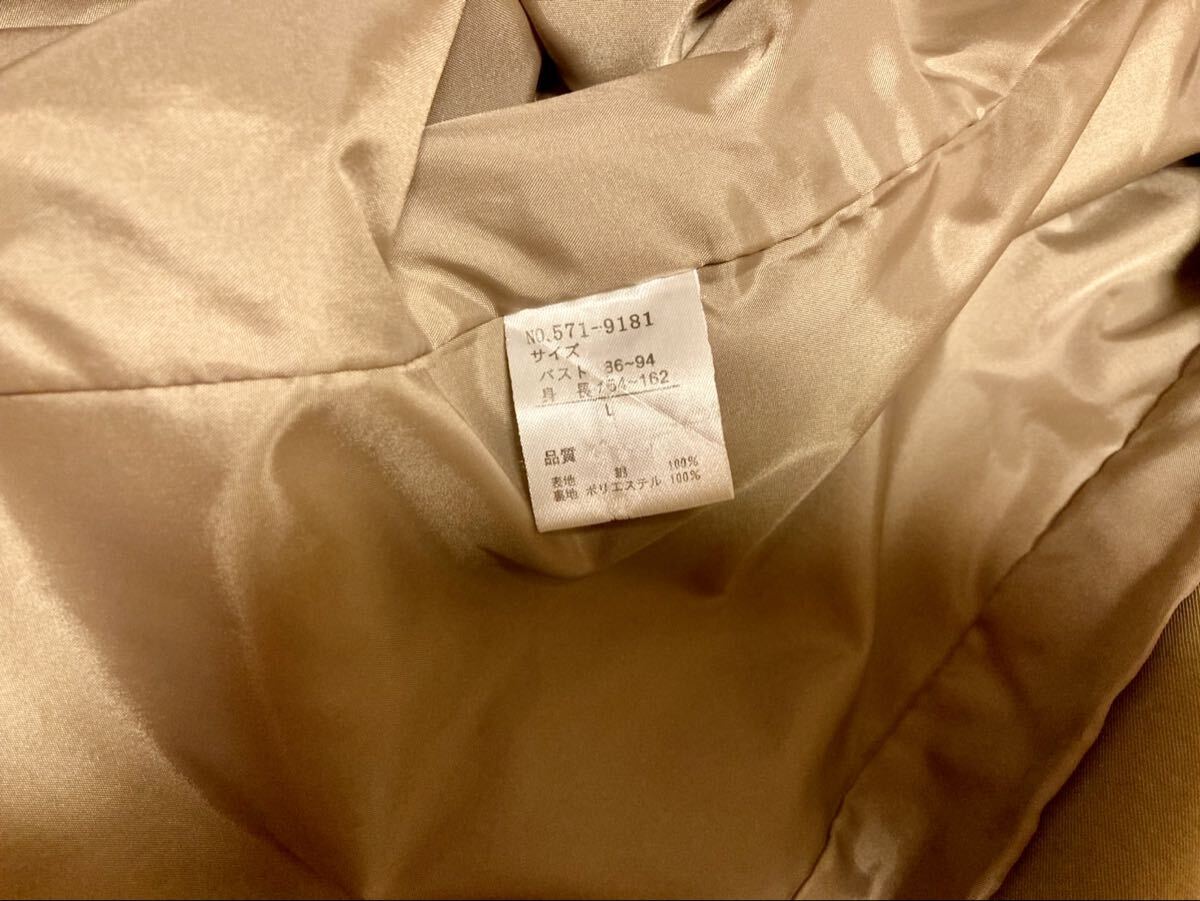 NO.571-9181
サイズ
バスト 86~94
身長 154~162
L
品質
表地 絹 100%
裏地 ポリエステル 100%